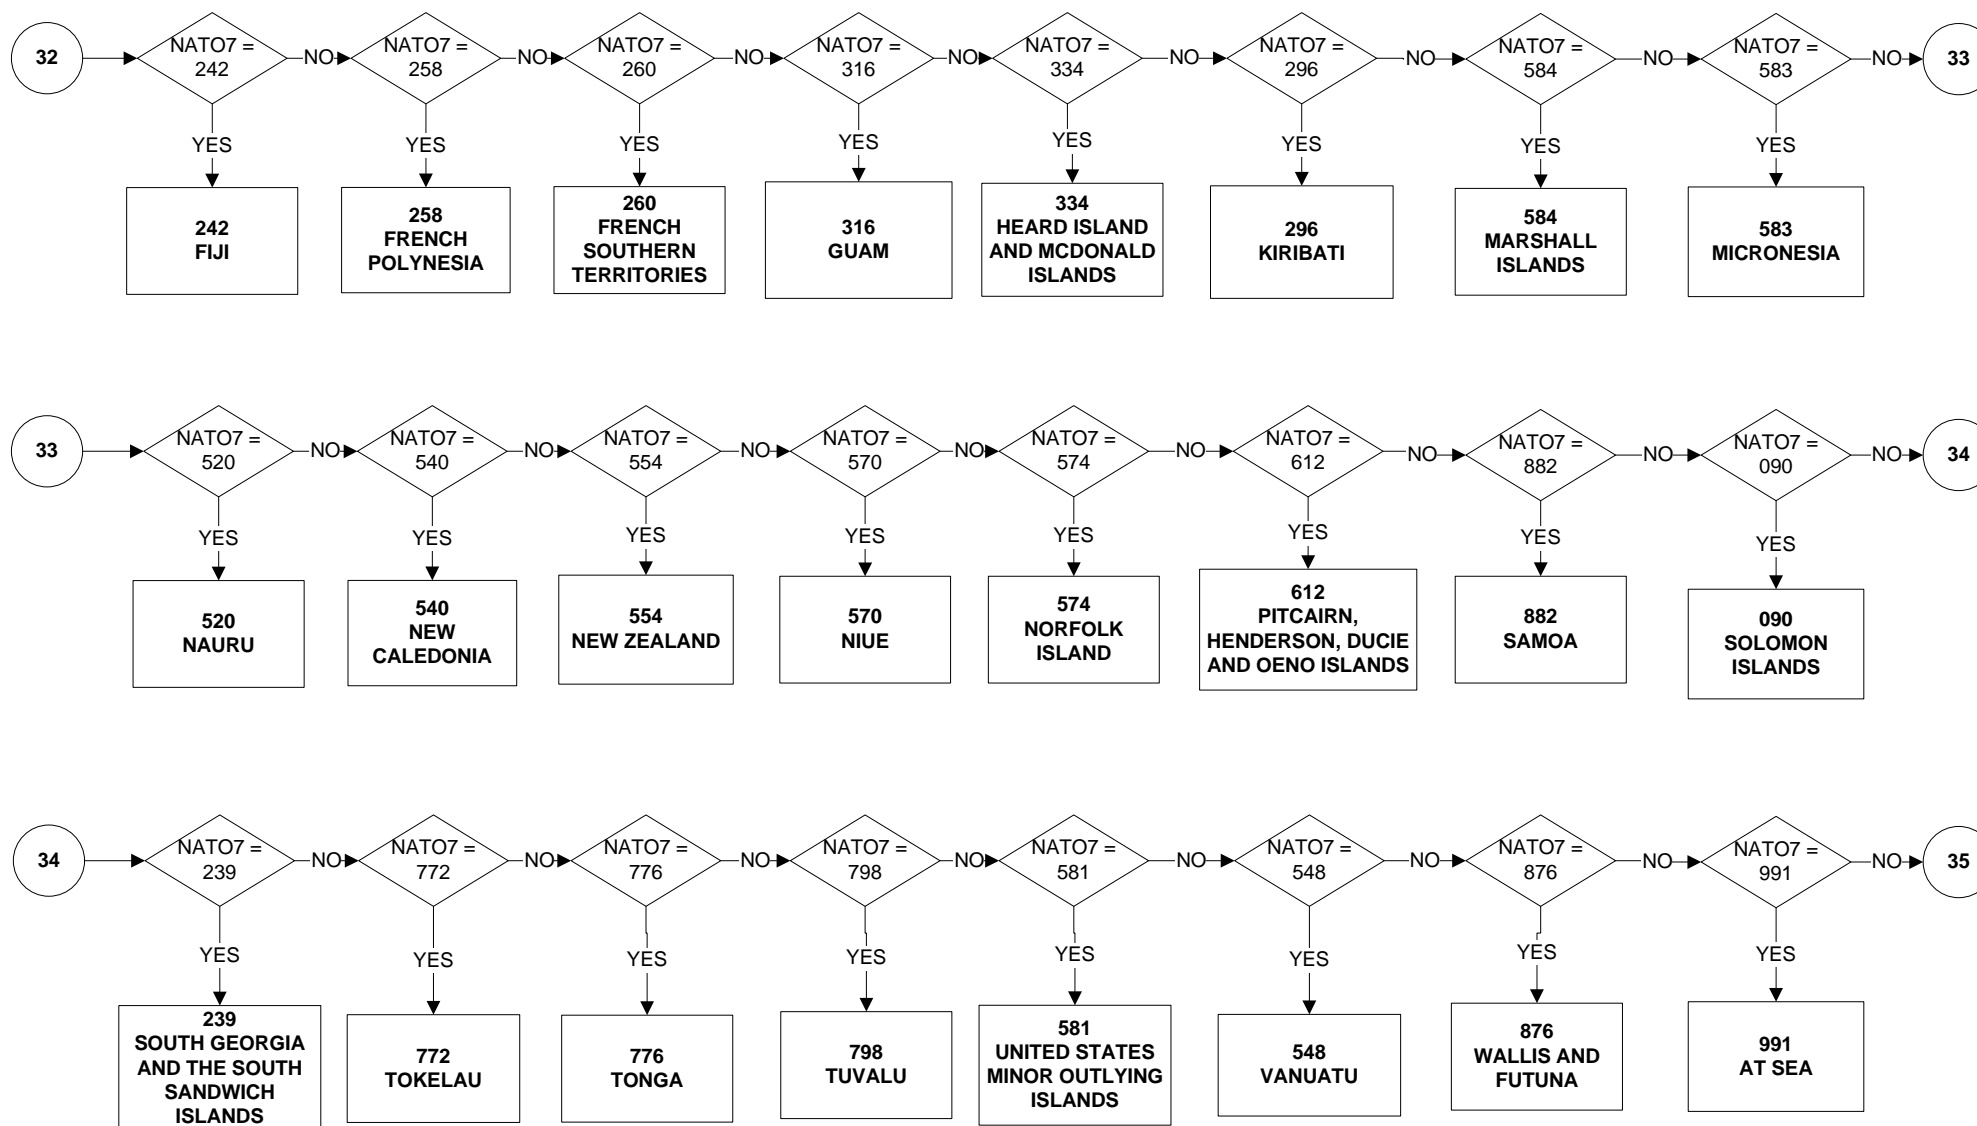 32
NATO7 =
242
NO
NATO7 =
258
NO
NATO7 =
260
NO
NATO7 =
316
NO
NATO7 =
334
NO
NATO7 =
296
NO
NATO7 =
584
NO
NATO7 =
583
NO
33
YES
YES
YES
YES
YES
YES
YES
YES
242
FIJI
258
FRENCH
POLYNESIA
260
FRENCH
SOUTHERN
TERRITORIES
316
GUAM
334
HEARD ISLAND
AND MCDONALD
ISLANDS
296
KIRIBATI
584
MARSHALL
ISLANDS
583
MICRONESIA
33
NATO7 =
520
NO
NATO7 =
540
NO
NATO7 =
554
NO
NATO7 =
570
NO
NATO7 =
574
NO
NATO7 =
612
NO
NATO7 =
882
NO
NATO7 =
090
NO
34
YES
YES
YES
YES
YES
YES
YES
YES
520
NAURU
540
NEW
CALEDONIA
554
NEW ZEALAND
570
NIUE
574
NORFOLK
ISLAND
612
PITCAIRN,
HENDERSON, DUCIE
AND OENO ISLANDS
882
SAMOA
090
SOLOMON
ISLANDS
34
NATO7 =
239
NO
NATO7 =
772
NO
NATO7 =
776
NO
NATO7 =
798
NO
NATO7 =
581
NO
NATO7 =
548
NO
NATO7 =
876
NO
NATO7 =
991
NO
35
YES
YES
YES
YES
YES
YES
YES
YES
239
SOUTH GEORGIA
AND THE SOUTH
SANDWICH
ISLANDS
772
TOKELAU
776
TONGA
798
TUVALU
581
UNITED STATES
MINOR OUTLYING
ISLANDS
548
VANUATU
876
WALLIS AND
FUTUNA
991
AT SEA